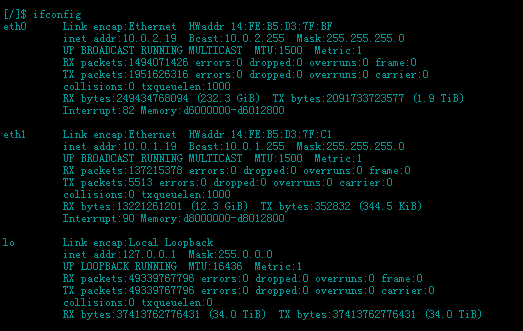 [/]$ ifconfig
eth0 Link encap:Ethernet HWaddr 14:FE:B5:D3:7F:BF
inet addr:10.0.2.19 Bcast:10.0.2.255 Mask:255.255.255.0
UP BROADCAST RUNNING MULTICAST MTU:1500 Metric:1
RX packets:1494071426 errors:0 dropped:0 overruns:0 frame:0
TX packets:1951626316 errors:0 dropped:0 overruns:0 carrier:0
collisions:0 txqueuelen:1000
RX bytes:249434768094 (232.3 GiB) TX bytes:2091733723577 (1.9 TiB)
Interrupt:82 Memory:d6000000-d6012800
eth1 Link encap:Ethernet HWaddr 14:FE:B5:D3:7F:C1
inet addr:10.0.1.19 Bcast:10.0.1.255 Mask:255.255.255.0
UP BROADCAST RUNNING MULTICAST MTU:1500 Metric:1
RX packets:137215378 errors:0 dropped:0 overruns:0 frame:0
TX packets:5513 errors:0 dropped:0 overruns:0 carrier:0
collisions:0 txqueuelen:1000
RX bytes:13221261201 (12.3 GiB) TX bytes:352832 (344.5 KiB)
Interrupt:90 Memory:d8000000-d8012800
lo Link encap:Local Loopback
inet addr:127.0.0.1 Mask:255.0.0.0
UP LOOPBACK RUNNING MTU:16436 Metric:1
RX packets:49339767796 errors:0 dropped:0 overruns:0 frame:0
TX packets:49339767796 errors:0 dropped:0 overruns:0 carrier:0
collisions:0 txqueuelen:0
RX bytes:37413762776431 (34.0 TiB) TX bytes:37413762776431 (34.0 TiB)